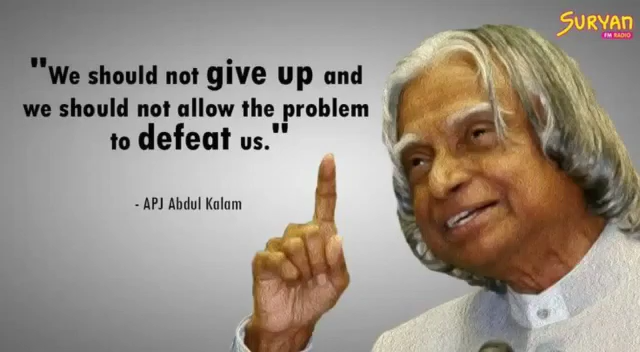 SURYAN
FM RADIO
"We should not give up and
we should not allow the problem
to defeat us."
- APJ Abdul Kalam